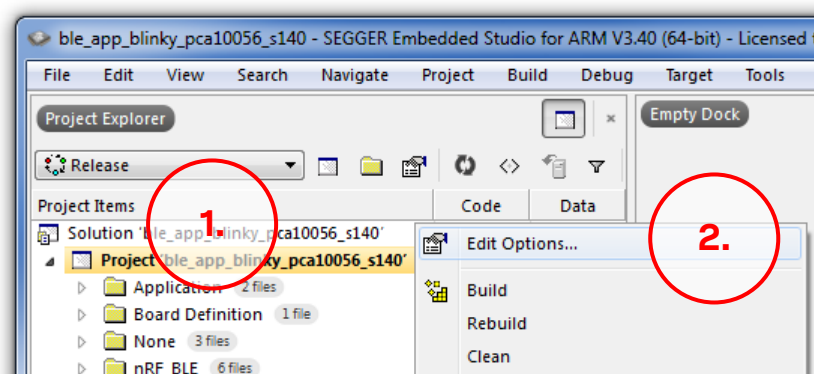 ble_app_blinky_pca10056_s140 - SEGGER Embedded Studio for ARM V3.40 (64-bit) - Licensed
File Edit View Search Navigate Project Build Debug Target Tools
Project Explorer
Empty Dock
Release
Project Items Code Data
1.
2.
Solution 'ble_app_blinky_pca10056_s140'
Project 'ble_app_blinky_pca10056_s140'
Application 2 files
Board Definition 1 file
None 3 files
nRF_BLE 6 files
Edit Options...
Build
Rebuild
Clean